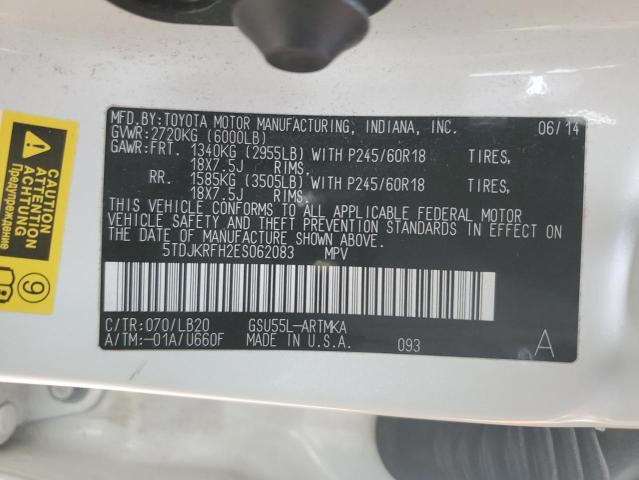 MFD.BY:TOYOTA MOTOR MANUFACTURING, INDIANA, INC. 06/14
GVWR:2720KG (6000LB)
GAWR:FRT. 1340KG (2955LB) WITH P245/60R18 TIRES,
18X7.5J RIMS.
RR. 1585KG (3505LB) WITH P245/60R18 TIRES,
18X7.5J RIMS.
THIS VEHICLE CONFORMS TO ALL APPLICABLE FEDERAL MOTOR
VEHICLE SAFETY AND THEFT PREVENTION STANDARDS IN EFFECT ON
THE DATE OF MANUFACTURE SHOWN ABOVE.
5TDJKRFH2ES062083 MPV
C/TR:070/LB20 GSU55L-ARTMKA
A/TM:-01A/U660F MADE IN U.S.A. 093 A
CAUTION
ATTENTION
ACHTUNG
Предупреждение
9